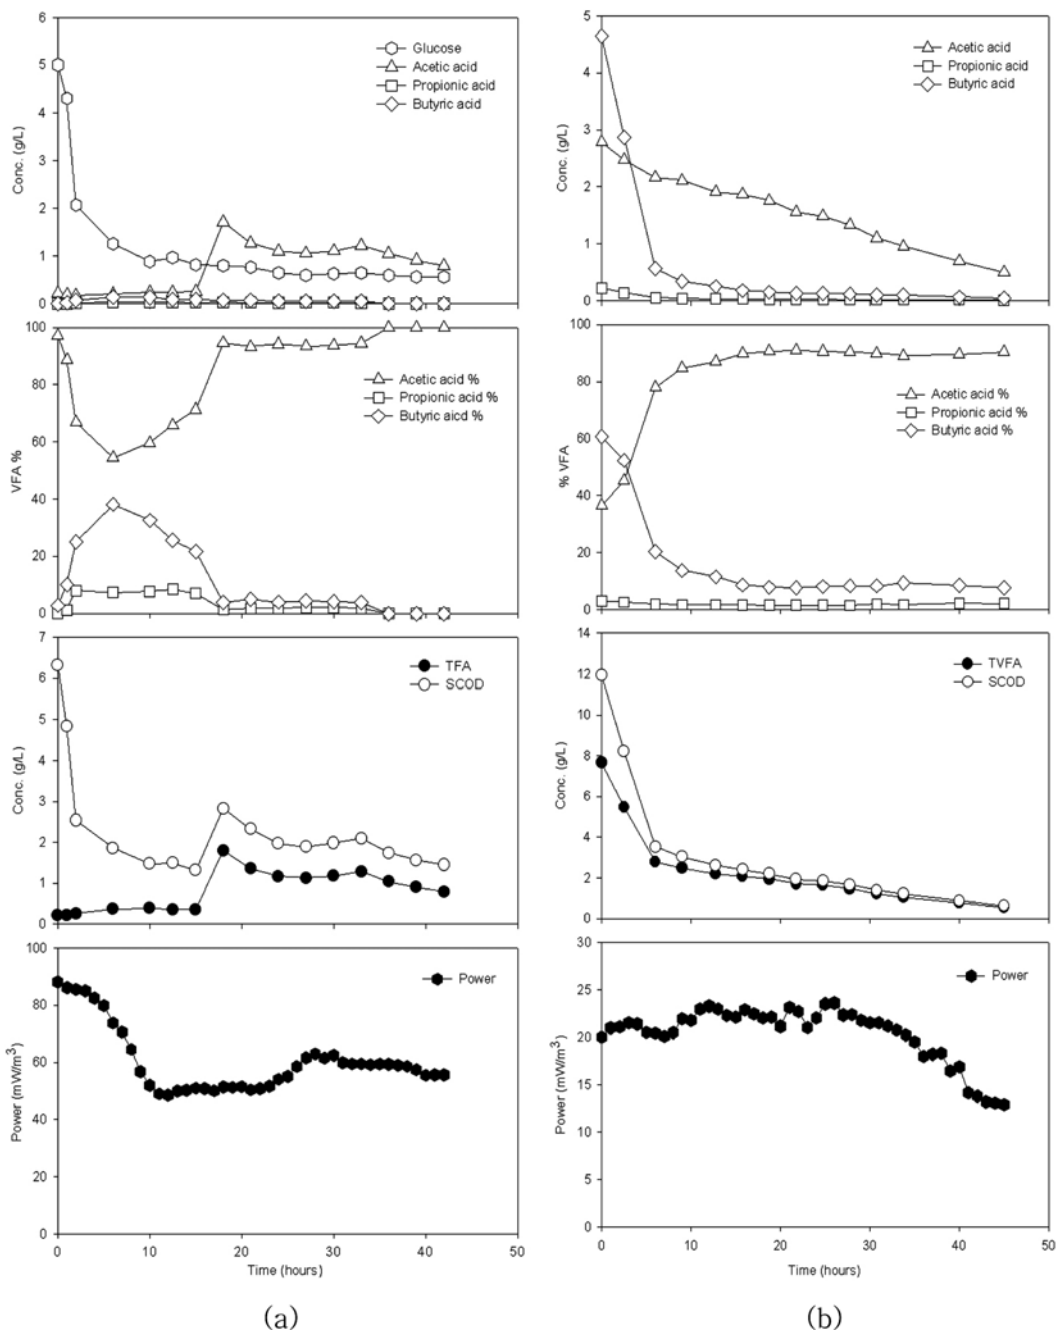 6
5
4
3
2
1
0
Conc. (g/L)
Glucose
Acetic acid
Propionic acid
Butyric acid
5
4
3
2
1
0
Conc. (g/L)
Acetic acid
Propionic acid
Butyric acid
100
80
60
40
20
0
VFA %
Acetic acid %
Propionic acid %
Butyric aicd %
100
80
60
40
20
0
% VFA
Acetic acid %
Propionic acid %
Butyric acid %
7
6
5
4
3
2
1
0
Conc. (g/L)
TFA
SCOD
14
12
10
8
6
4
2
0
Conc. (g/L)
TVFA
SCOD
100
80
60
40
20
0
Power (mW/m³)
Power
0 10 20 30 40 50
Time (hours)
30
25
20
15
10
5
0
Power (mW/m³)
Power
0 10 20 30 40 50
Time (hours)
(a)
(b)